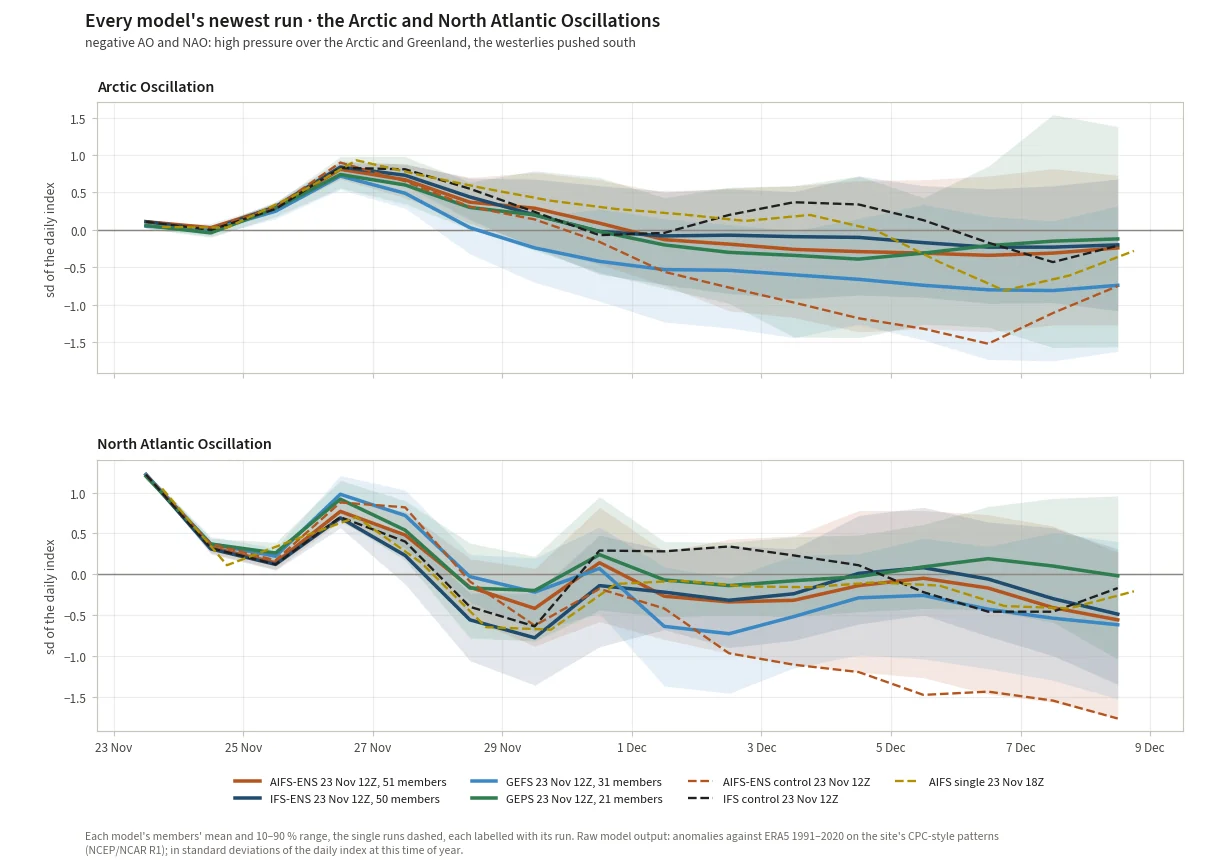 Every model's newest run · the Arctic and North Atlantic Oscillations
negative AO and NAO: high pressure over the Arctic and Greenland, the westerlies pushed south
Arctic Oscillation
sd of the daily index
1.5
1.0
0.5
0.0
−0.5
−1.0
−1.5
North Atlantic Oscillation
sd of the daily index
1.0
0.5
0.0
−0.5
−1.0
−1.5
23 Nov 25 Nov 27 Nov 29 Nov 1 Dec 3 Dec 5 Dec 7 Dec 9 Dec
AIFS-ENS 23 Nov 12Z, 51 members GEFS 23 Nov 12Z, 31 members AIFS-ENS control 23 Nov 12Z AIFS single 23 Nov 18Z
IFS-ENS 23 Nov 12Z, 50 members GEPS 23 Nov 12Z, 21 members IFS control 23 Nov 12Z
Each model's members' mean and 10–90 % range, the single runs dashed, each labelled with its run. Raw model output: anomalies against ERA5 1991–2020 on the site's CPC-style patterns
(NCEP/NCAR R1); in standard deviations of the daily index at this time of year.